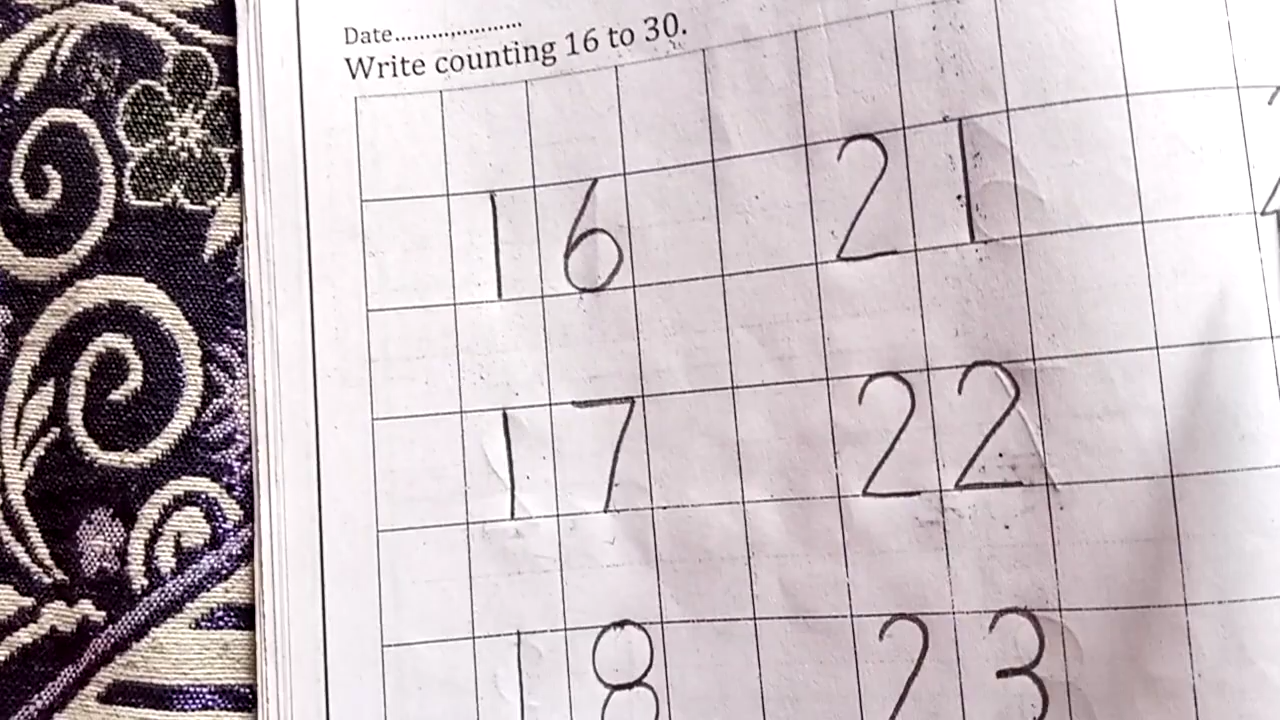 Date.....................
Write counting 16 to 30.
16 21
17 22
18 23